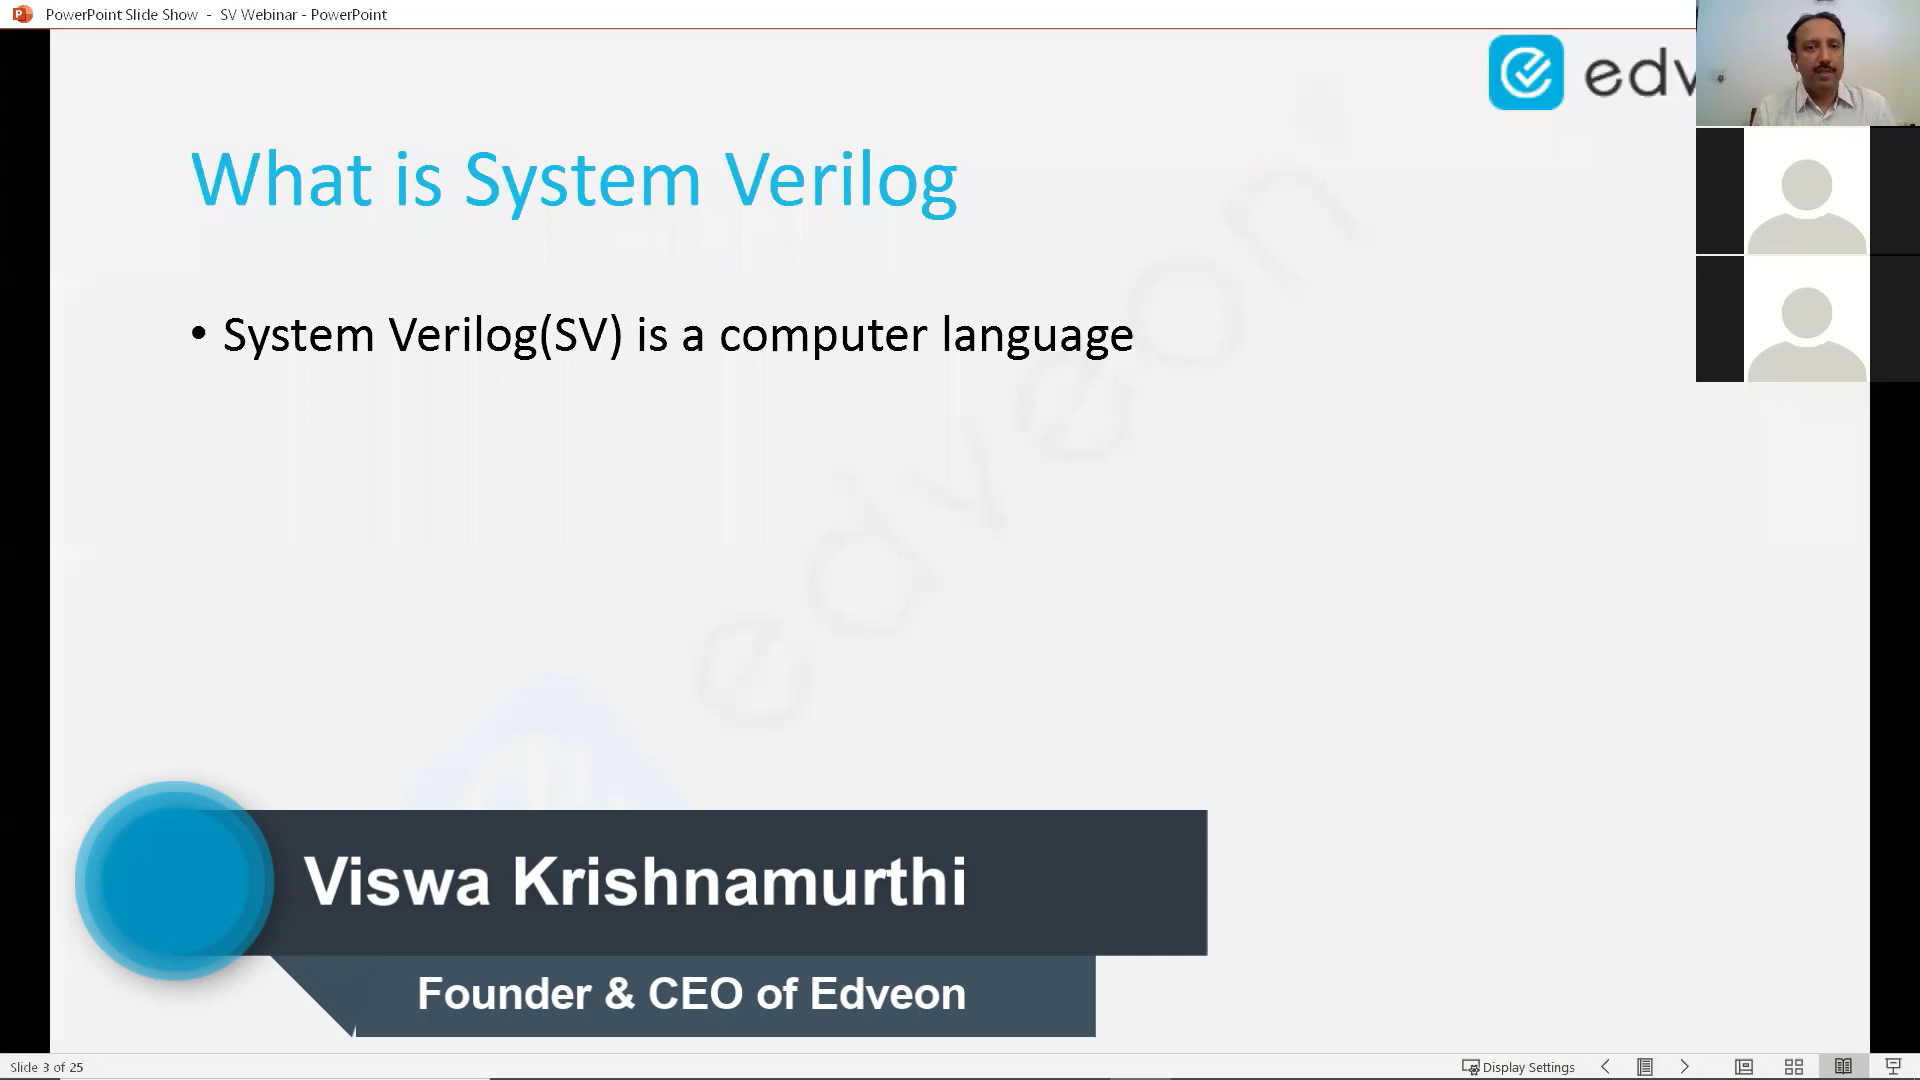 PowerPoint Slide Show - SV Webinar - PowerPoint
edv
What is System Verilog
• System Verilog(SV) is a computer language
edveon
Viswa Krishnamurthi
Founder & CEO of Edveon
Slide 3 of 25
Display Settings